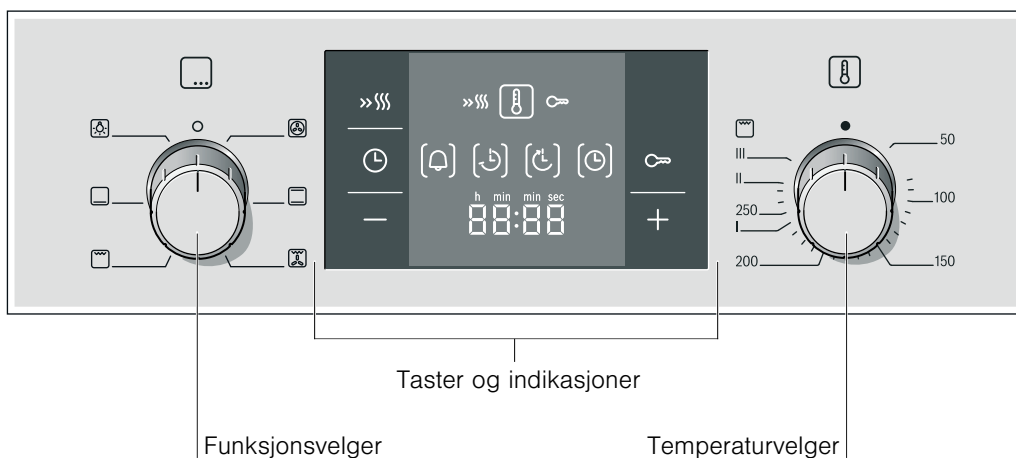 h min min sec
88:88
50
100
150
200
250
I
II
III
Taster og indikasjoner
Funksjonsvelger
Temperaturvelger